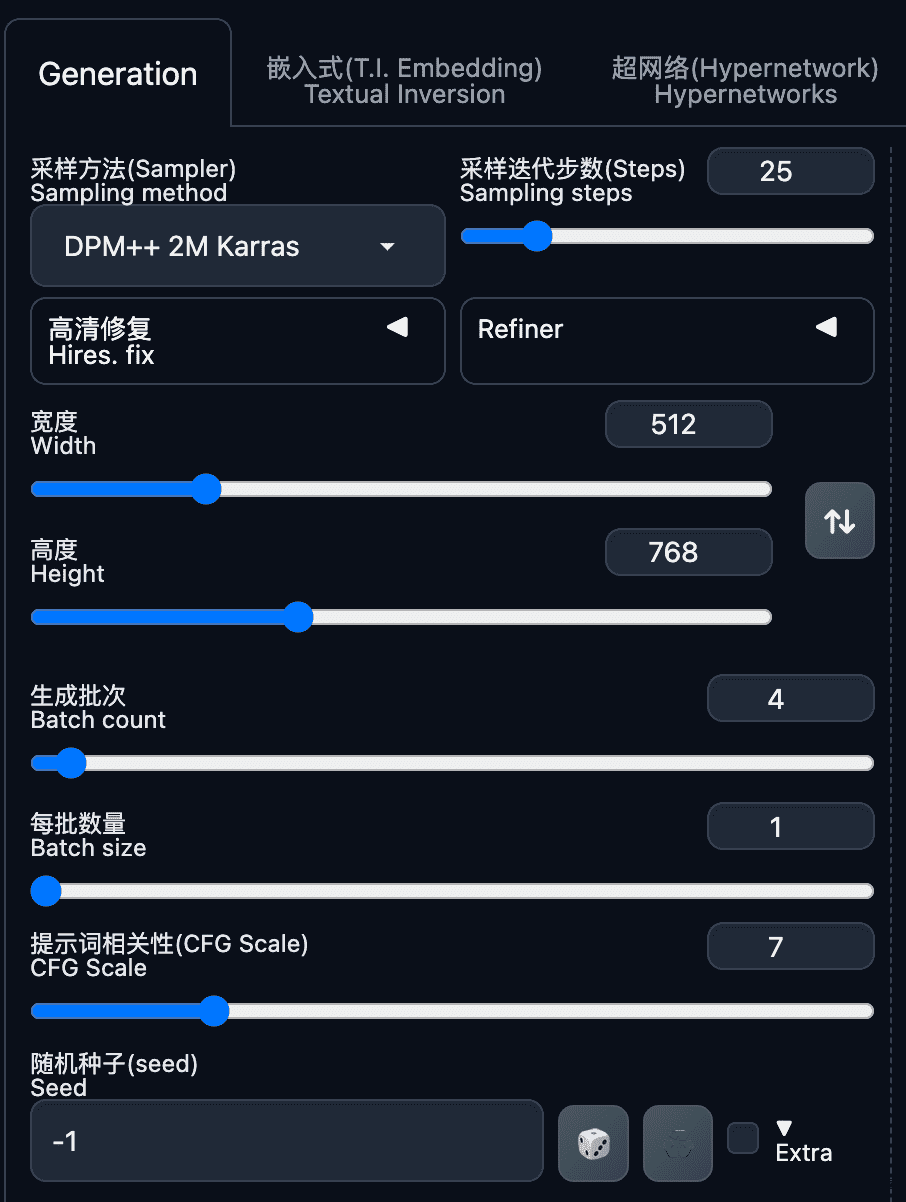 Generation
嵌入式(T.I. Embedding)
Textual Inversion
超网络(Hypernetwork)
Hypernetworks
采样方法(Sampler)
Sampling method
DPM++ 2M Karras
采样迭代步数(Steps)
Sampling steps
25
高清修复
Hires. fix
Refiner
宽度
Width
512
高度
Height
768
生成批次
Batch count
4
每批数量
Batch size
1
提示词相关性(CFG Scale)
CFG Scale
7
随机种子(seed)
Seed
-1
Extra